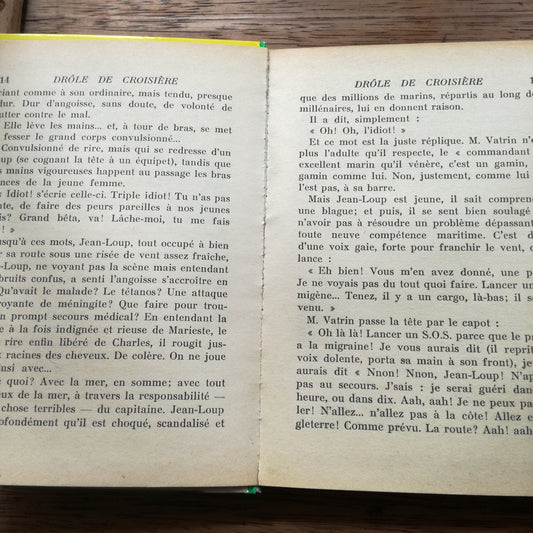 14 DRÔLE DE CROISIÈRE
riant comme à son ordinaire, mais tendu, presque
dur. Dur d'angoisse, sans doute, de volonté de
utter contre le mal.
Elle lève les mains... et, à tour de bras, se met
fesser le grand corps convulsionné...
Convulsionné de rire, mais qui se redresse d'un
oup (se cognant la tête à un équipet), tandis que
s mains vigoureuses happent au passage les bras
nces de la jeune femme.
« Idiot! s'écrie celle-ci. Triple idiot! Tu n'as pas
nte, de faire des peurs pareilles à nos jeunes
is? Grand bêta, va! Lâche-moi, tu me fais
! »
usqu'à ces mots, Jean-Loup, tout occupé à bien
r sa route sous une risée de vent assez fraîche,
-Loup, ne voyant pas la scène mais entendant
bruits confus, a senti l'angoisse s'accroître en
Qu'avait le malade? Le tétanos? Une attaque
royante de méningite? Que faire pour trou-
n prompt secours médical? En entendant la
à la fois indignée et rieuse de Marieste, le
rire enfin libéré de Charles, il rougit jus-
x racines des cheveux. De colère. On ne joue
insi avec...
c quoi? Avec la mer, en somme; avec tout
eux de la mer, à travers la responsabilité —
chose terribles — du capitaine. Jean-Loup
ofondément qu'il est choqué, scandalisé et
DRÔLE DE CROISIÈRE 1
que des millions de marins, répartis au long de
millénaires, lui en donnent raison.
Il a dit, simplement :
« Oh! Oh, l'idiot! »
Et ce mot est la juste réplique. M. Vatrin n'es
plus l'adulte qu'il respecte, le « commandant
excellent marin qu'il vénère, c'est un gamin,
gamin comme lui. Non, justement, comme lui
l'est pas, à sa barre.
Mais Jean-Loup est jeune, il sait comprend
une blague; et puis, il se sent bien soulagé
n'avoir pas à résoudre un problème dépassant
toute neuve compétence maritime. C'est d
d'une voix gaie, forte pour franchir le vent, q
lance :
« Eh bien! Vous m'en avez donné, une p
Je ne voyais pas du tout quoi faire. Lancer un
migène... Tenez, il y a un cargo, là-bas; il s
venu. »
M. Vatrin passe la tête par le capot :
« Oh là là! Lancer un S.O.S. parce que le p
a la migraine! Je vous aurais dit (il reprit
voix dolente, porta sa main à son front), je
aurais dit « Nnon! Nnon, Jean-Loup! N'ap
pas au secours. J'sais : je serai guéri dan
heure, ou dans dix. Aah, aah! Je ne peux pa
ler! N'allez... n'allez pas à la côte! Allez e
gleterre! Comme prévu. La route? Aah! aah